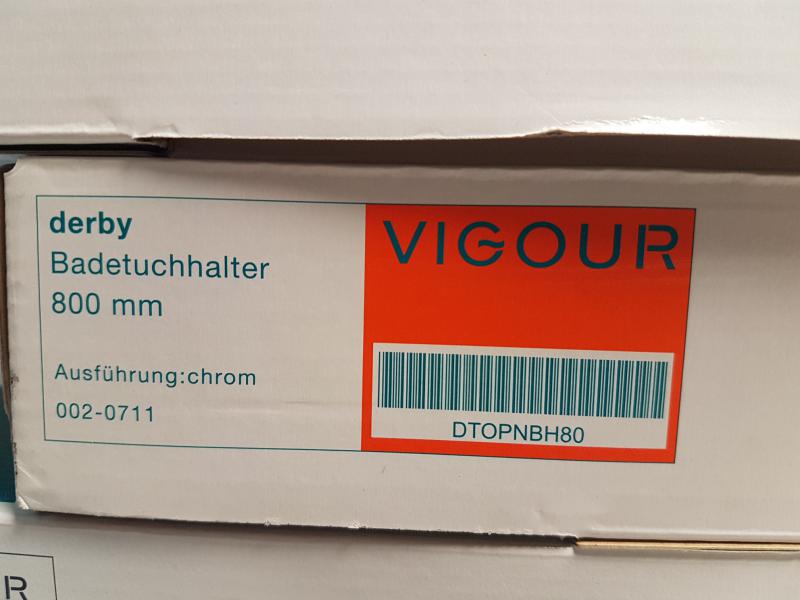 derby
Badetuchhalter
800 mm
Ausführung:chrom
002-0711
VIGOUR
DTOPNBH80
R